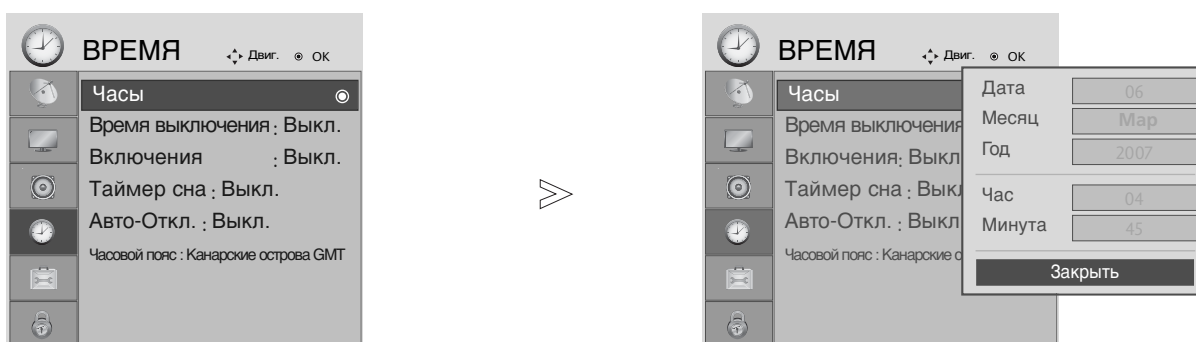 ВРЕМЯ Двиг. ОК
Часы
Время выключения : Выкл.
Включения : Выкл.
Таймер сна : Выкл.
Авто-Откл. : Выкл.
Часовой пояс : Канарские острова GMT
>
ВРЕМЯ Двиг. ОК
Часы
Время выключения
Включения: Выкл
Таймер сна : Выкл
Авто-Откл. : Выкл
Часовой пояс : Канарские о
Дата 06
Месяц Мар
Год 2007
Час 04
Минута 45
Закрыть